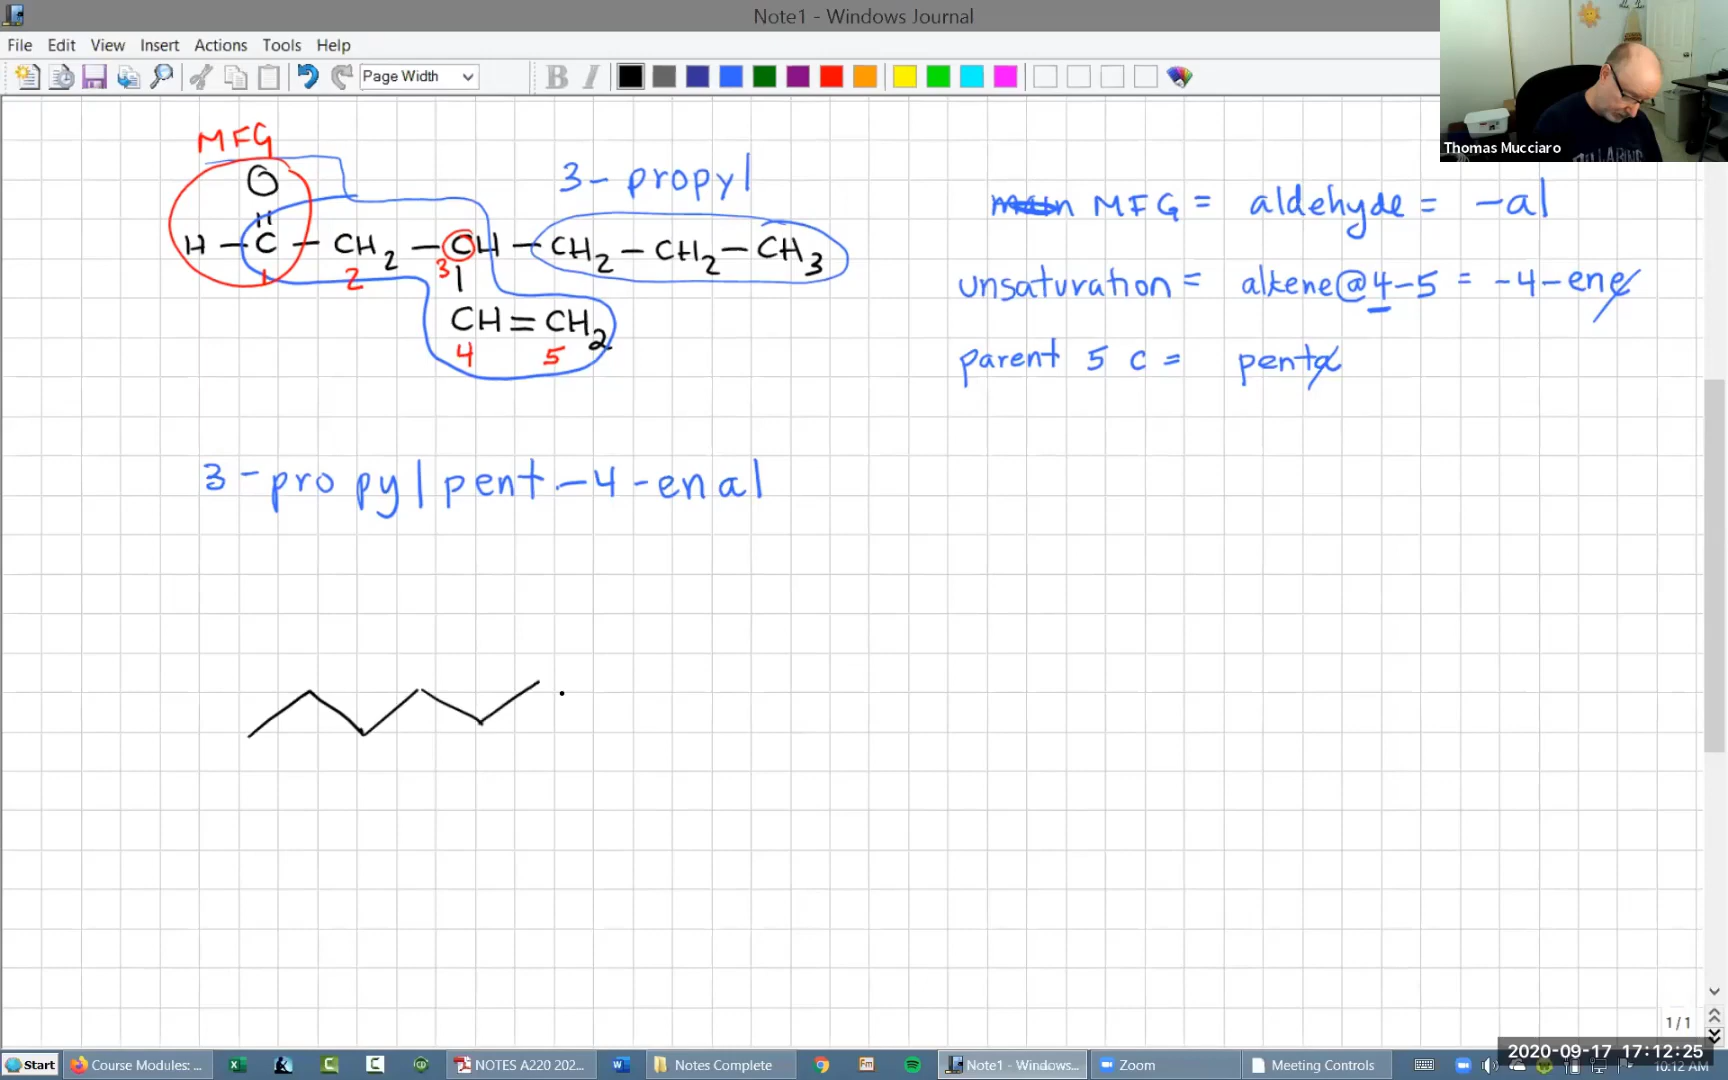 Note1 - Windows Journal
File Edit View Insert Actions Tools Help
Page Width
B I
Thomas Mucciaro
MFG
O
H - C - CH2 - CH - CH2 - CH2 - CH3
1 2 3
CH = CH2
4 5
3- propyl
MFG = aldehyde = -al
unsaturation = alkene@4-5 = -4-ene
parent 5 c = penta
3-propylpent-4-enal
1 / 1
Start Course Modules: ... NOTES A220 202... Notes Complete Note1 - Windows... Zoom Meeting Controls
2020-09-17 17:12:25
10:12 AM